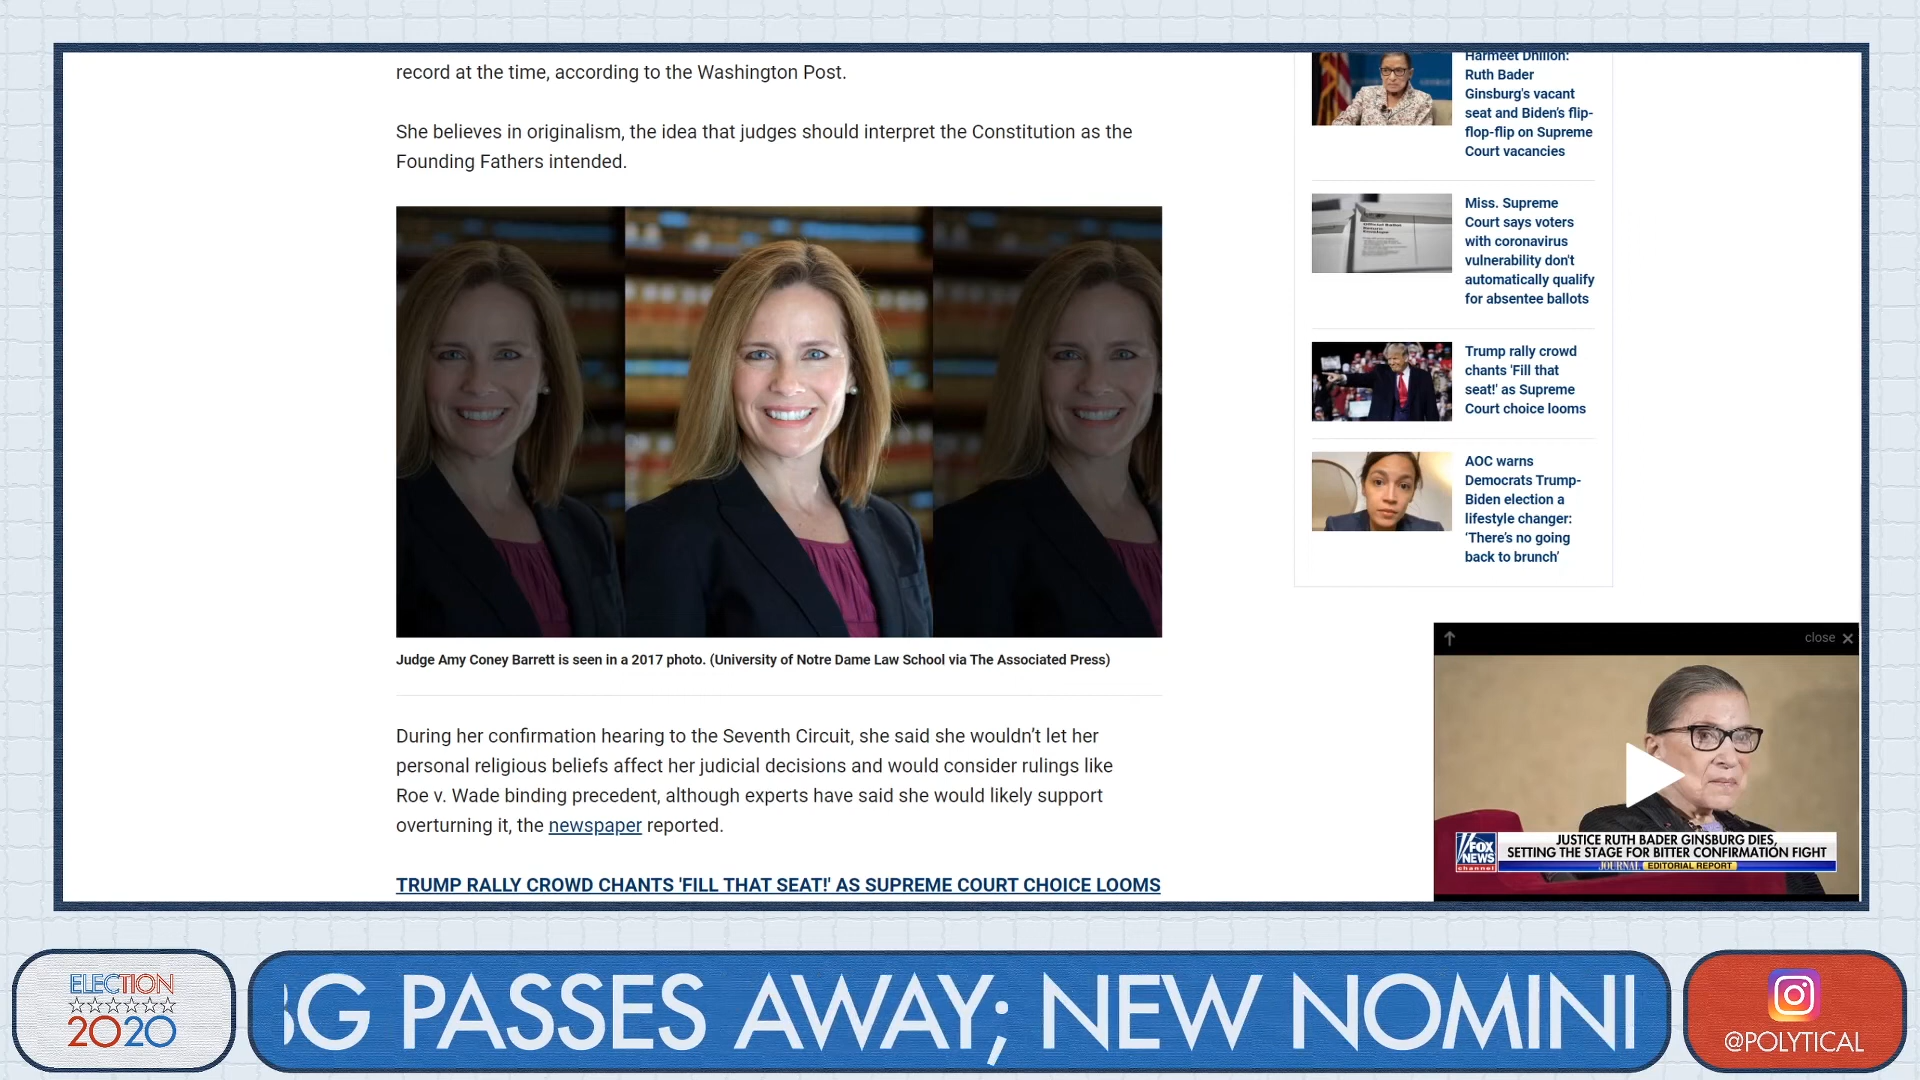 record at the time, according to the Washington Post.
She believes in originalism, the idea that judges should interpret the Constitution as the
Founding Fathers intended.
Judge Amy Coney Barrett is seen in a 2017 photo. (University of Notre Dame Law School via The Associated Press)
During her confirmation hearing to the Seventh Circuit, she said she wouldn’t let her
personal religious beliefs affect her judicial decisions and would consider rulings like
Roe v. Wade binding precedent, although experts have said she would likely support
overturning it, the newspaper reported.
TRUMP RALLY CROWD CHANTS 'FILL THAT SEAT!' AS SUPREME COURT CHOICE LOOMS
Harmeet Dhillon:
Ruth Bader
Ginsburg's vacant
seat and Biden’s flip-
flop-flip on Supreme
Court vacancies
Miss. Supreme
Court says voters
with coronavirus
vulnerability don't
automatically qualify
for absentee ballots
Trump rally crowd
chants 'Fill that
seat!' as Supreme
Court choice looms
AOC warns
Democrats Trump-
Biden election a
lifestyle changer:
‘There’s no going
back to brunch’
close
FOX
NEWS
channel
JUSTICE RUTH BADER GINSBURG DIES,
SETTING THE STAGE FOR BITTER CONFIRMATION FIGHT
JOURNAL EDITORIAL REPORT
ELECTION
2020
BG PASSES AWAY; NEW NOMINI
@POLYTICAL